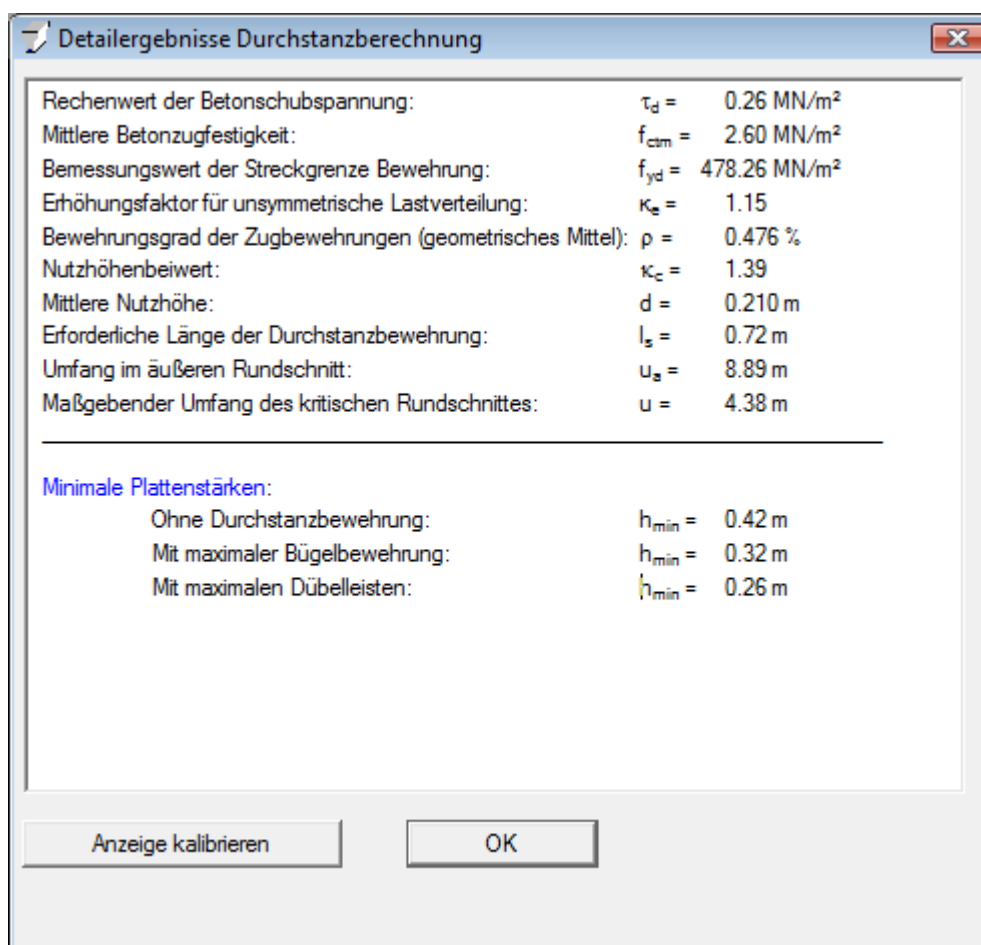 Detailergebnisse Durchstanzberechnung
Rechenwert der Betonschubspannung: τd = 0.26 MN/m²
Mittlere Betonzugfestigkeit: fctm = 2.60 MN/m²
Bemessungswert der Streckgrenze Bewehrung: fyd = 478.26 MN/m²
Erhöhungsfaktor für unsymmetrische Lastverteilung: κe = 1.15
Bewehrungsgrad der Zugbewehrungen (geometrisches Mittel): ρ = 0.476 %
Nutzhöhenbeiwert: κc = 1.39
Mittlere Nutzhöhe: d = 0.210 m
Erforderliche Länge der Durchstanzbewehrung: ls = 0.72 m
Umfang im äußeren Rundschnitt: ua = 8.89 m
Maßgebender Umfang des kritischen Rundschnittes: u = 4.38 m
Minimale Plattenstärken:
Ohne Durchstanzbewehrung: hmin = 0.42 m
Mit maximaler Bügelbewehrung: hmin = 0.32 m
Mit maximalen Dübelleisten: hmin = 0.26 m
Anzeige kalibrieren OK